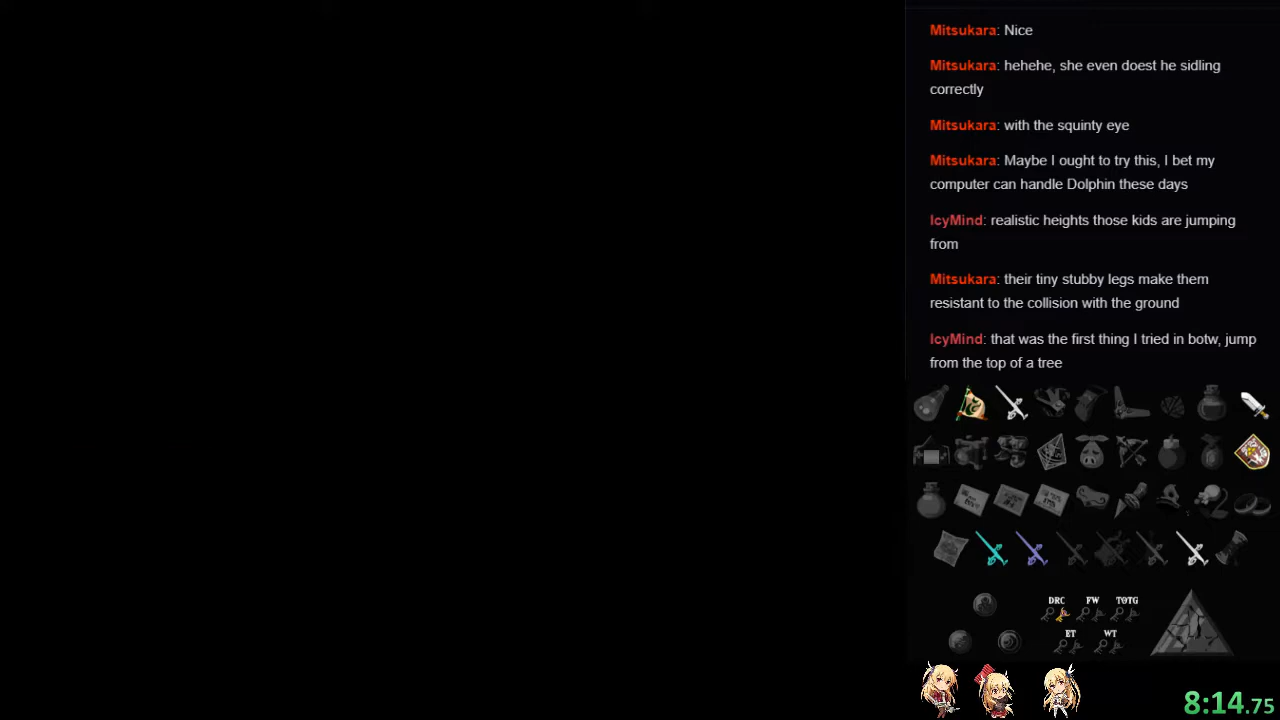 Mitsukara: Nice
Mitsukara: hehehe, she even doest he sidling
correctly
Mitsukara: with the squinty eye
Mitsukara: Maybe I ought to try this, I bet my
computer can handle Dolphin these days
IcyMind: realistic heights those kids are jumping
from
Mitsukara: their tiny stubby legs make them
resistant to the collision with the ground
IcyMind: that was the first thing I tried in botw, jump
from the top of a tree
DRC FW TOTG
ET WT
8:14.75